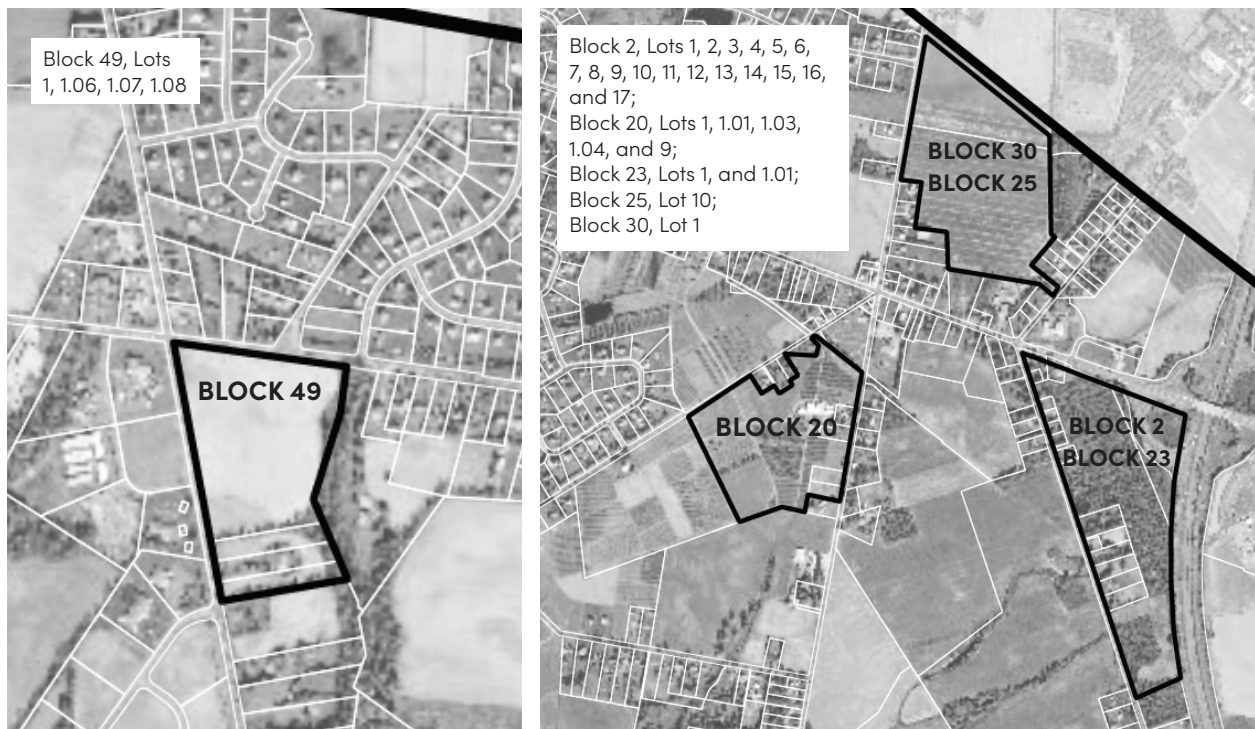 Block 49, Lots
1, 1.06, 1.07, 1.08
BLOCK 49
Block 2, Lots 1, 2, 3, 4, 5, 6,
7, 8, 9, 10, 11, 12, 13, 14, 15, 16,
and 17;
Block 20, Lots 1, 1.01, 1.03,
1.04, and 9;
Block 23, Lots 1, and 1.01;
Block 25, Lot 10;
Block 30, Lot 1
BLOCK 30
BLOCK 25
BLOCK 20
BLOCK 2
BLOCK 23